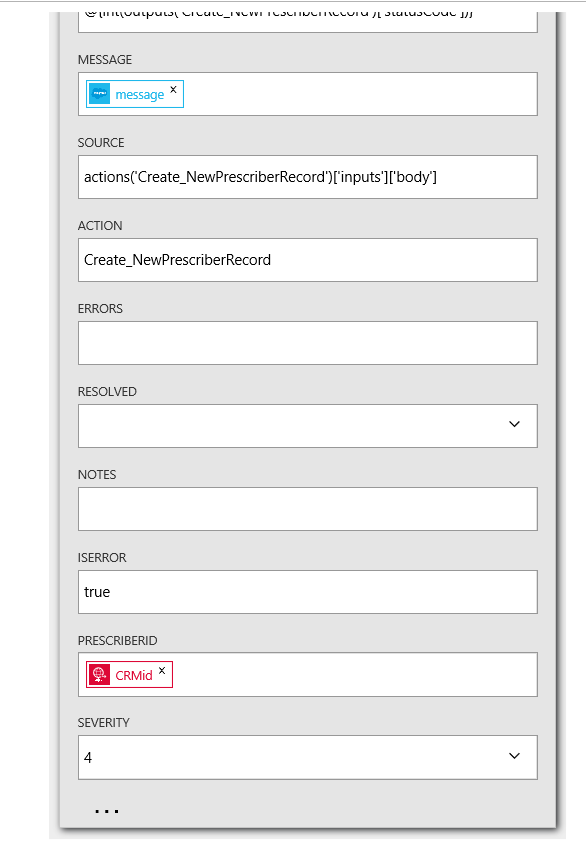 @{int(outputs('Create_NewPrescriberRecord')['statusCode'])}
MESSAGE
message x
SOURCE
actions('Create_NewPrescriberRecord')['inputs']['body']
ACTION
Create_NewPrescriberRecord
ERRORS
RESOLVED
NOTES
ISERROR
true
PRESCRIBERID
CRMid x
SEVERITY
4
...